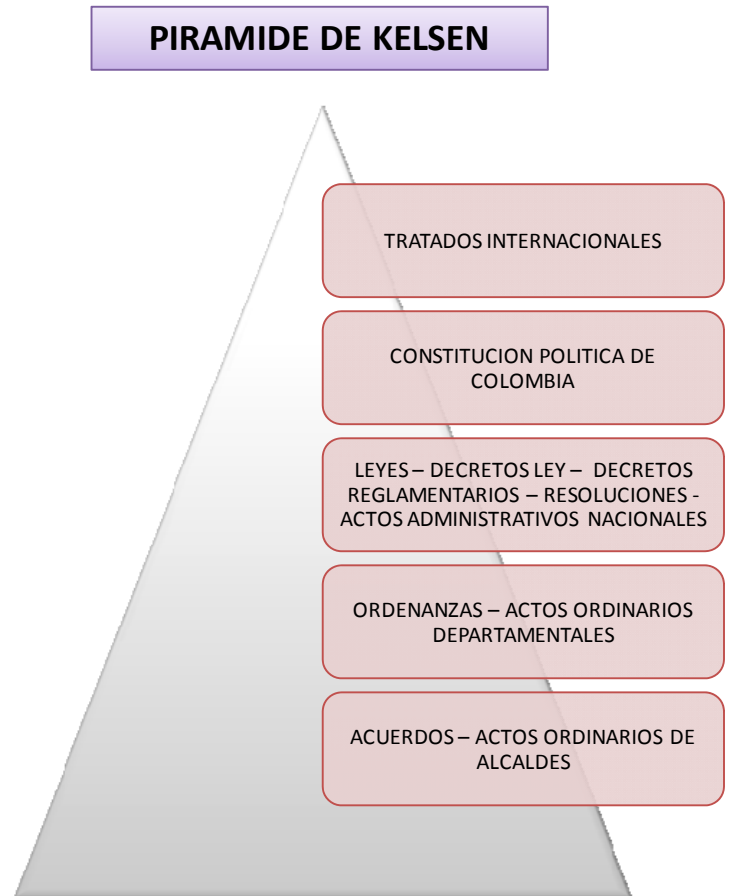 PIRAMIDE DE KELSEN
TRATADOS INTERNACIONALES
CONSTITUCION POLITICA DE
COLOMBIA
LEYES – DECRETOS LEY – DECRETOS
REGLAMENTARIOS – RESOLUCIONES -
ACTOS ADMINISTRATIVOS NACIONALES
ORDENANZAS – ACTOS ORDINARIOS
DEPARTAMENTALES
ACUERDOS – ACTOS ORDINARIOS DE
ALCALDES